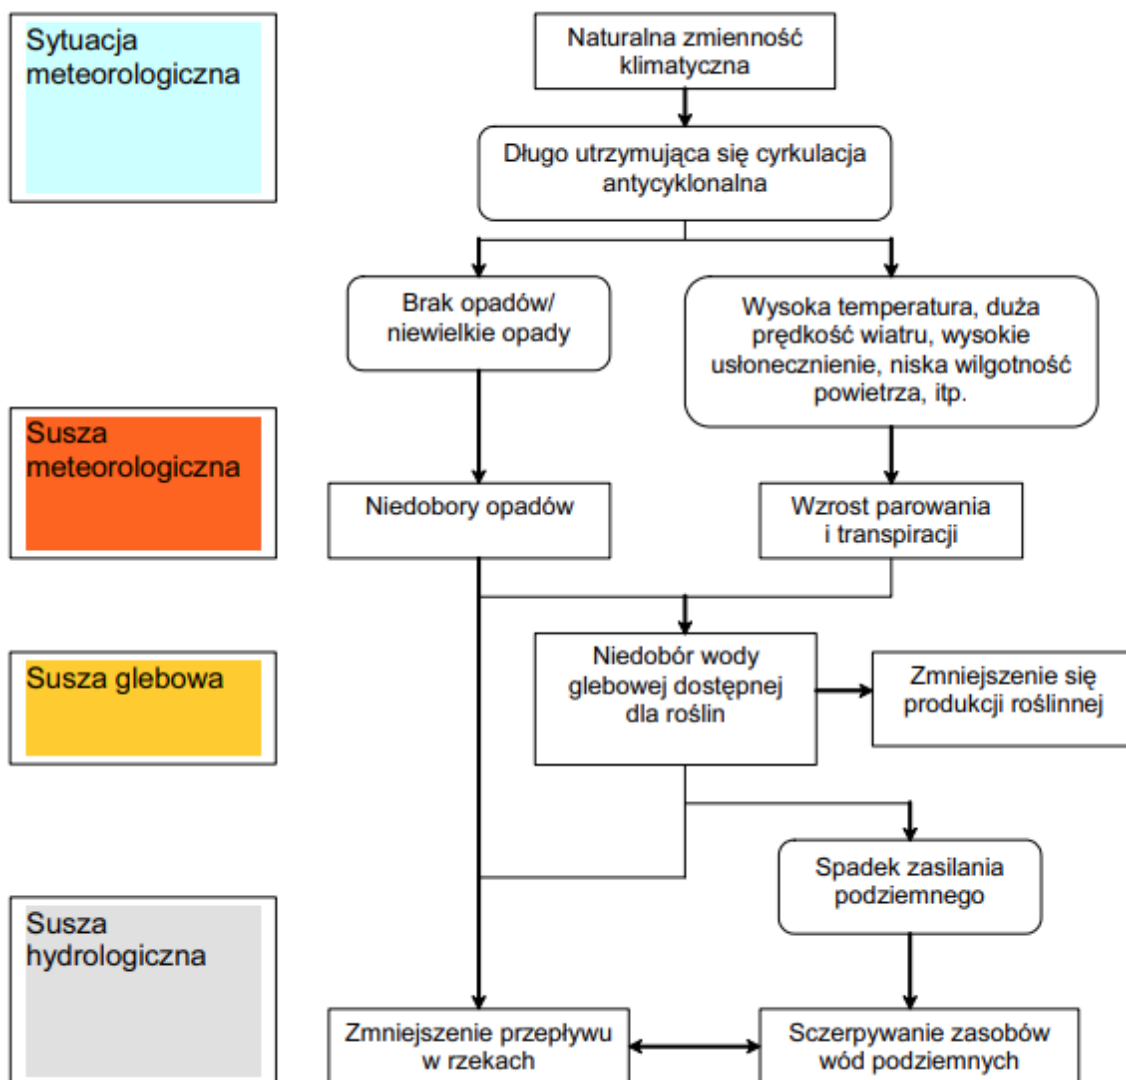 Sytuacja
meteorologiczna
Naturalna zmienność
klimatyczna
Długo utrzymująca się cyrkulacja
antycyklonalna
Brak opadów/
niewielkie opady
Wysoka temperatura, duża
prędkość wiatru, wysokie
usłonecznienie, niska wilgotność
powietrza, itp.
Susza
meteorologiczna
Niedobory opadów
Wzrost parowania
i transpiracji
Susza glebowa
Niedobór wody
glebowej dostępnej
dla roślin
Zmniejszenie się
produkcji roślinnej
Spadek zasilania
podziemnego
Susza
hydrologiczna
Zmniejszenie przepływu
w rzekach
Sczerpywanie zasobów
wód podziemnych